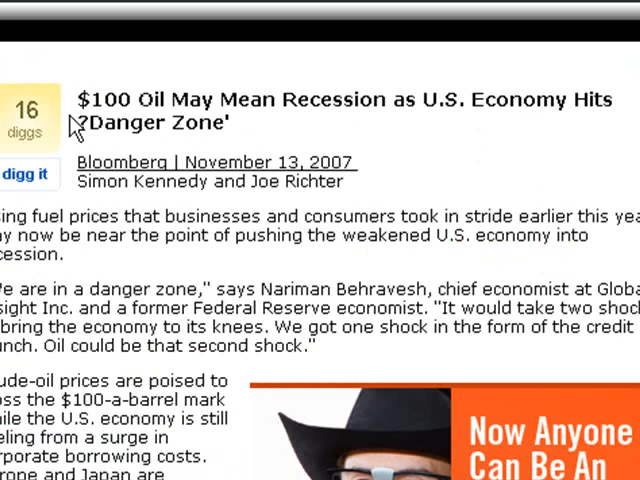 16
diggs
digg it
$100 Oil May Mean Recession as U.S. Economy Hits
?Danger Zone'
Bloomberg | November 13, 2007
Simon Kennedy and Joe Richter
ing fuel prices that businesses and consumers took in stride earlier this yea
y now be near the point of pushing the weakened U.S. economy into
cession.
e are in a danger zone," says Nariman Behravesh, chief economist at Globa
sight Inc. and a former Federal Reserve economist. "It would take two shock
bring the economy to its knees. We got one shock in the form of the credit
unch. Oil could be that second shock."
ude-oil prices are poised to
oss the $100-a-barrel mark
ile the U.S. economy is still
eling from a surge in
rporate borrowing costs.
rope and Japan are
Now Anyone
Can Be An